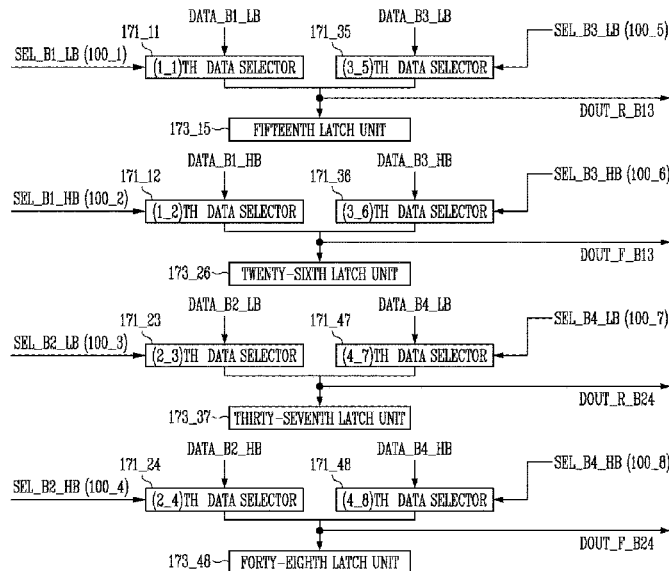 171_11 DATA_B1_LB 171_35 DATA_B3_LB
SEL_B1_LB (100_1) SEL_B3_LB (100_5)
(1_1)TH DATA SELECTOR (3_5)TH DATA SELECTOR
DOUT_R_B13
173_15 FIFTEENTH LATCH UNIT
171_12 DATA_B1_HB 171_36 DATA_B3_HB
SEL_B1_HB (100_2) SEL_B3_HB (100_6)
(1_2)TH DATA SELECTOR (3_6)TH DATA SELECTOR
DOUT_F_B13
173_26 TWENTY-SIXTH LATCH UNIT
171_23 DATA_B2_LB 171_47 DATA_B4_LB
SEL_B2_LB (100_3) SEL_B4_LB (100_7)
(2_3)TH DATA SELECTOR (4_7)TH DATA SELECTOR
DOUT_R_B24
173_37 THIRTY-SEVENTH LATCH UNIT
171_24 DATA_B2_HB 171_48 DATA_B4_HB
SEL_B2_HB (100_4) SEL_B4_HB (100_8)
(2_4)TH DATA SELECTOR (4_8)TH DATA SELECTOR
DOUT_F_B24
173_48 FORTY-EIGHTH LATCH UNIT